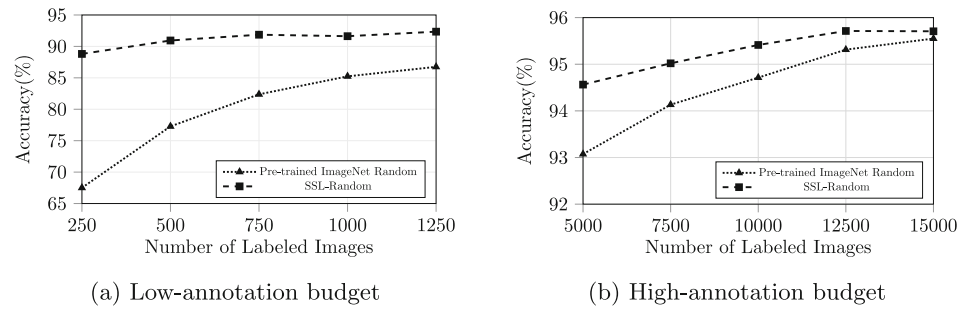 95
90
85
80
75
70
65
Accuracy(%)
Pre-trained ImageNet Random
SSL-Random
250 500 750 1000 1250
Number of Labeled Images
(a) Low-annotation budget
96
95
94
93
92
Accuracy(%)
Pre-trained ImageNet Random
SSL-Random
5000 7500 10000 12500 15000
Number of Labeled Images
(b) High-annotation budget